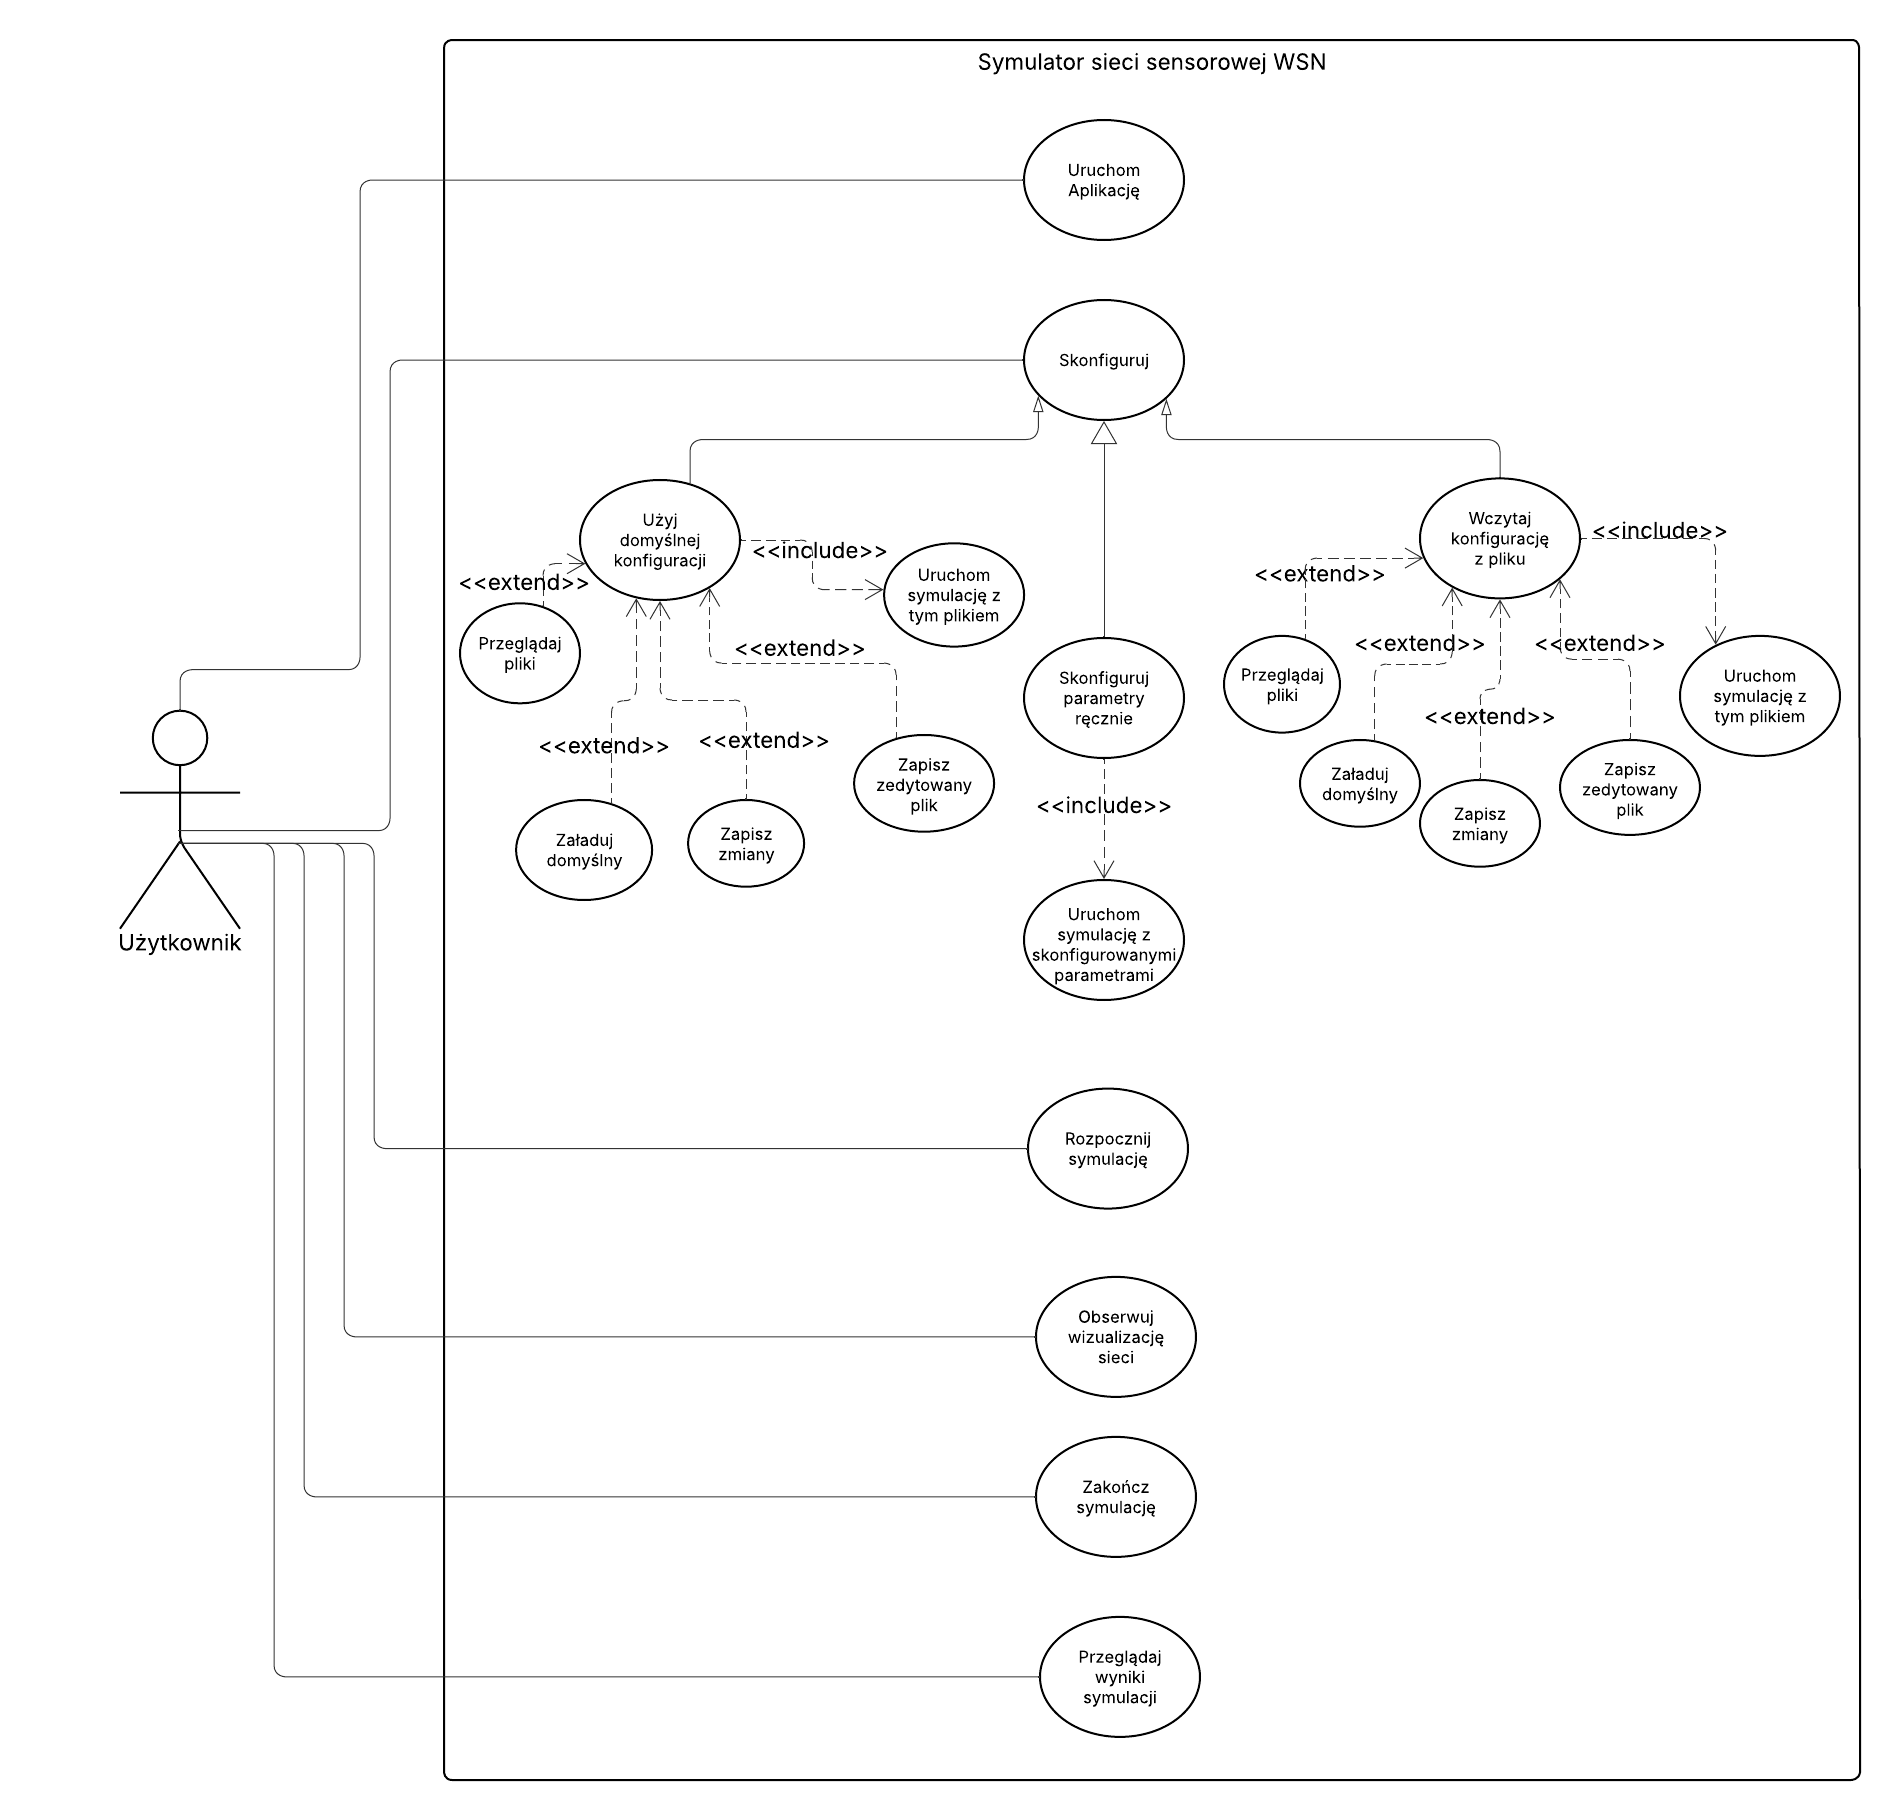 Symulator sieci sensorowej WSN
Uruchom
Aplikację
Skonfiguruj
Użyj
domyślnej
konfiguracji
<<include>>
Uruchom
symulację z
tym plikiem
<<extend>>
Przeglądaj
pliki
<<extend>>
Załaduj
domyślny
<<extend>>
Zapisz
zmiany
<<extend>>
Zapisz
zedytowany
plik
Skonfiguruj
parametry
ręcznie
<<include>>
Uruchom
symulację z
skonfigurowanymi
parametrami
Wczytaj
konfigurację
z pliku
<<include>>
Uruchom
symulację z
tym plikiem
<<extend>>
Przeglądaj
pliki
<<extend>>
Załaduj
domyślny
<<extend>>
Zapisz
zmiany
<<extend>>
Zapisz
zedytowany
plik
Użytkownik
Rozpocznij
symulację
Obserwuj
wizualizację
sieci
Zakończ
symulację
Przeglądaj
wyniki
symulacji